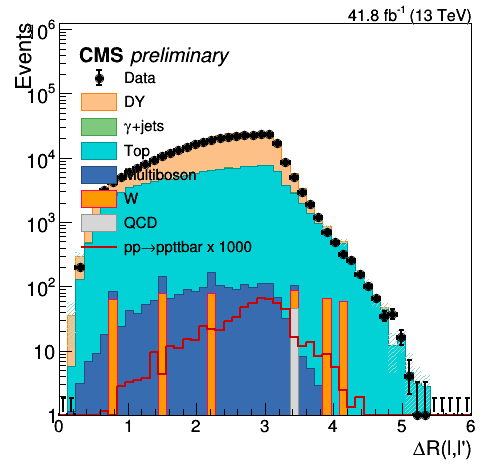 41.8 fb⁻¹ (13 TeV)
Events
CMS preliminary
Data
DY
γ+jets
Top
Multiboson
W
QCD
pp→ppttbar x 1000
10⁶
10⁵
10⁴
10³
10²
10
1
0 1 2 3 4 5 6
ΔR(l,l')